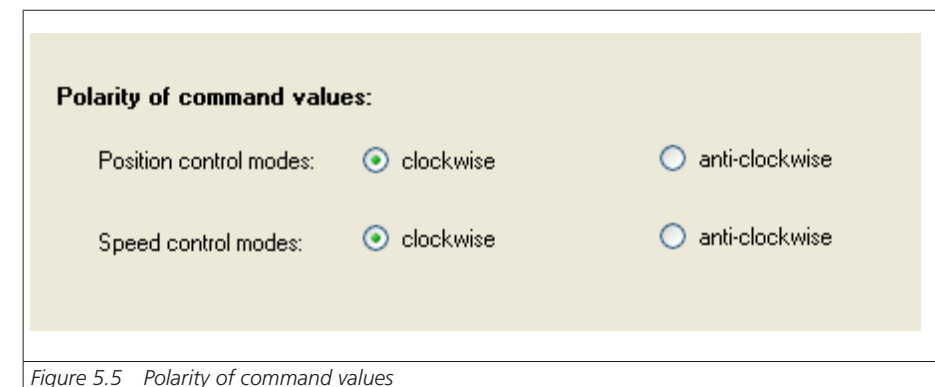 Polarity of command values:
Position control modes: clockwise anti-clockwise
Speed control modes: clockwise anti-clockwise
Figure 5.5 Polarity of command values